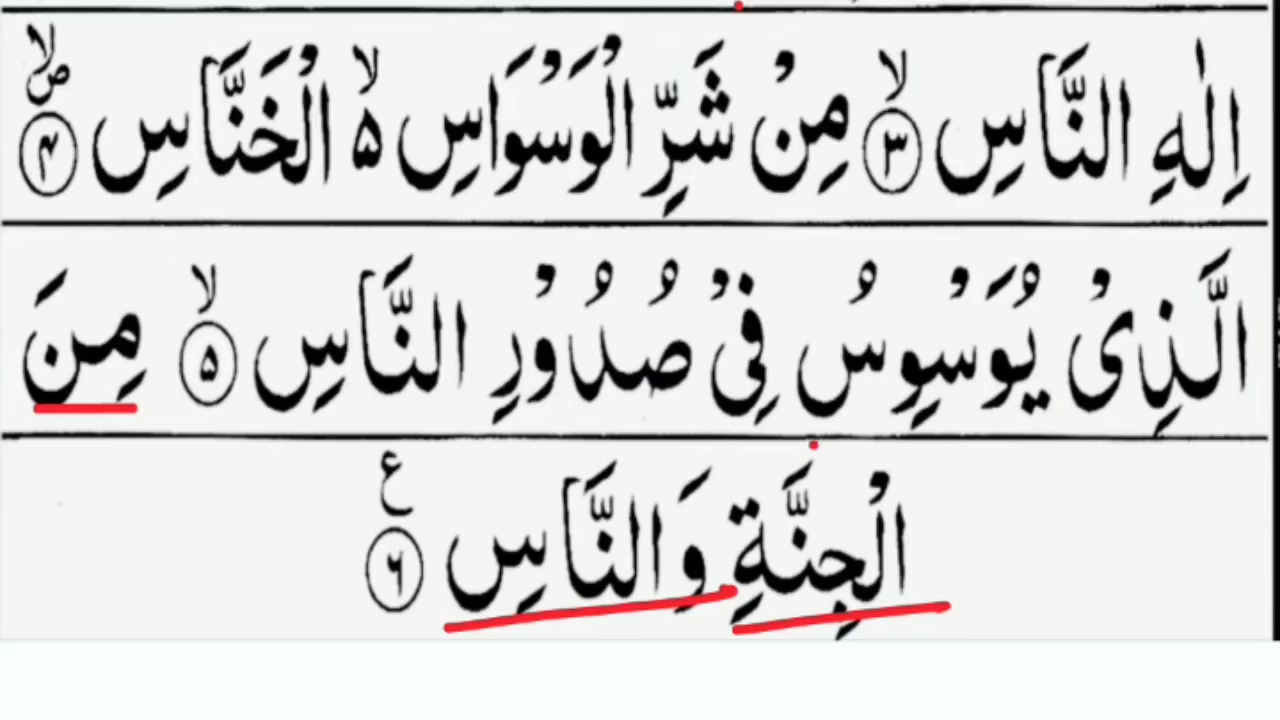 اِلٰهِ النَّاسِ ۙ﴿۳﴾ مِنْ شَرِّ الْوَسْوَاسِ ۵ۙ الْخَنَّاسِ ۪ۙ﴿۴﴾
الَّذِیْ یُوَسْوِسُ فِیْ صُدُوْرِ النَّاسِ ۙ﴿۵﴾ مِنَ
الْجِنَّةِ وَالنَّاسِ ﴿۶﴾ ع